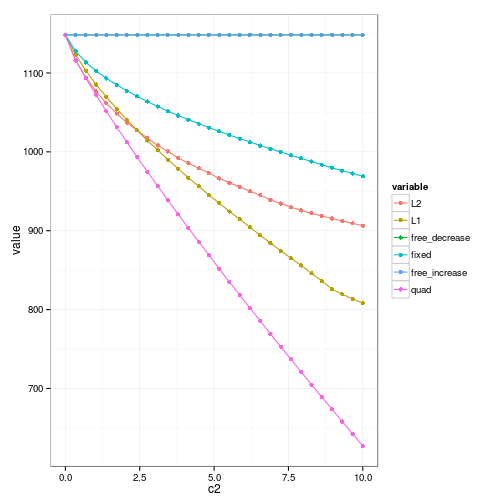 1100
1000
900
800
700
value
0.0 2.5 5.0 7.5 10.0
c2
variable
L2
L1
free_decrease
fixed
free_increase
quad